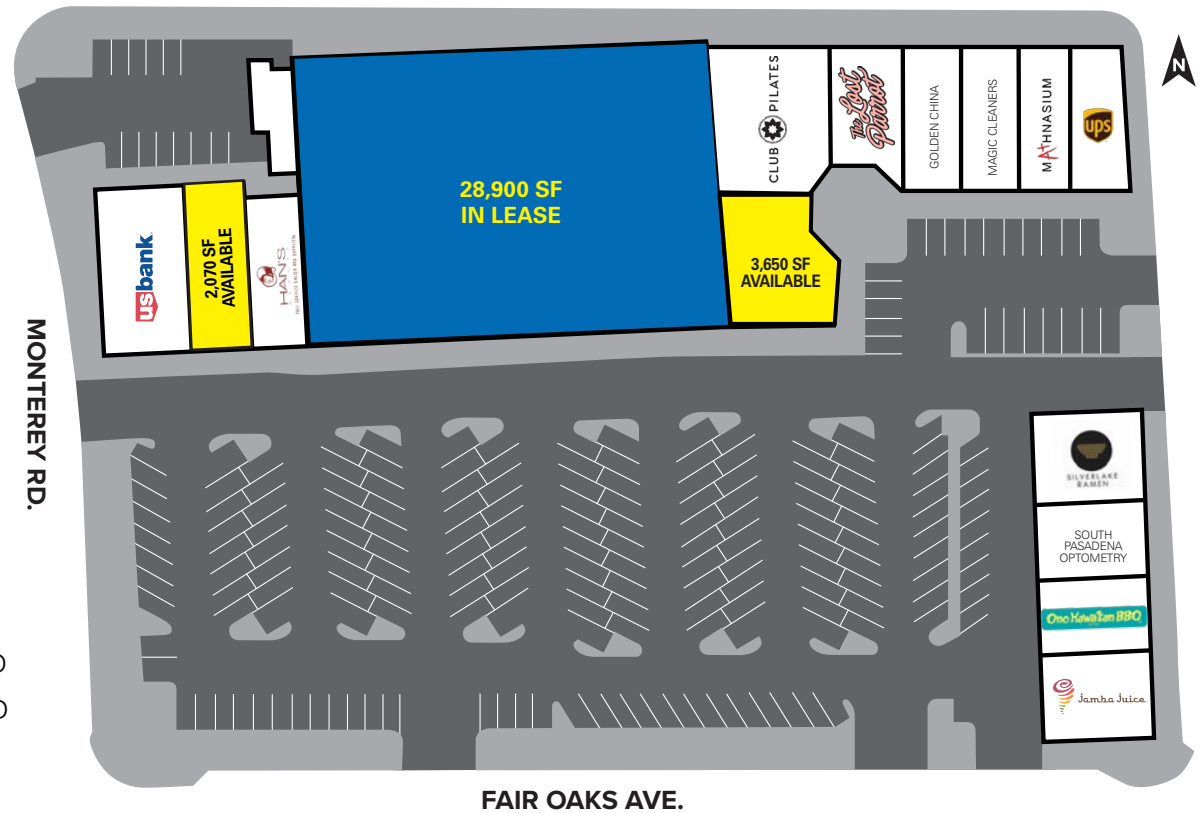 N
CLUB PILATES
The Lost
Parrot
GOLDEN CHINA
MAGIC CLEANERS
MATHNASIUM
ups
28,900 SF
IN LEASE
usbank
2,070 SF
AVAILABLE
HAN'S
3,650 SF
AVAILABLE
MONTEREY RD.
SILVERLAKE
RAMEN
SOUTH
PASADENA
OPTOMETRY
Ono Hawaiian BBQ
Jamba Juice
FAIR OAKS AVE.